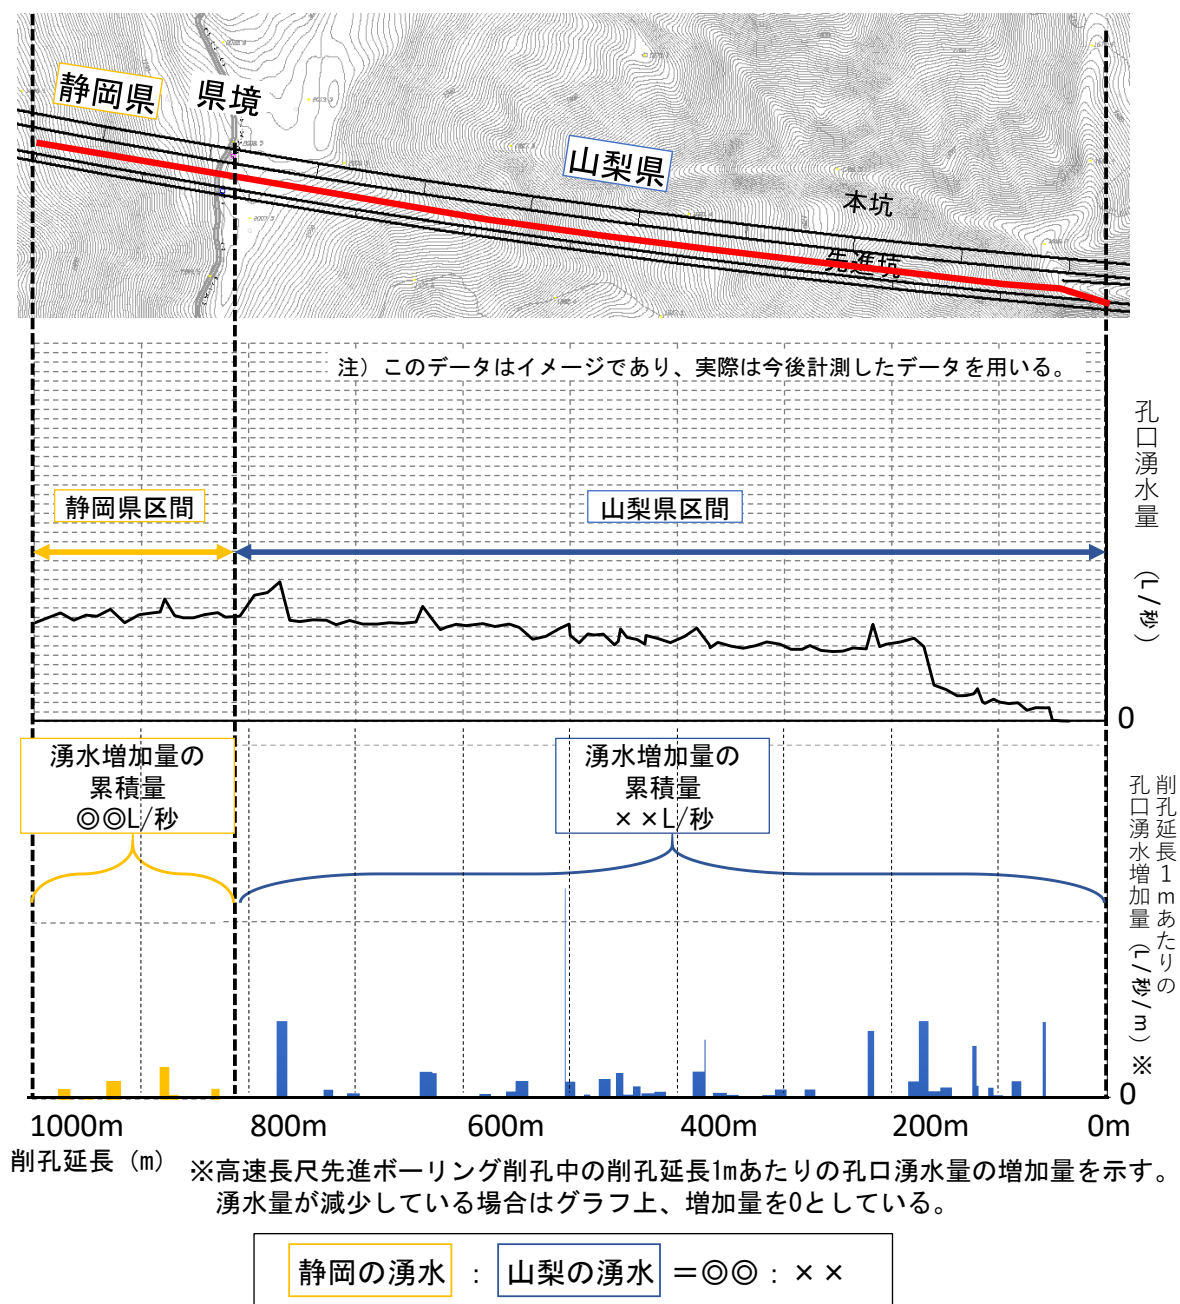 静岡県
県境
山梨県
本坑
先進坑
注）このデータはイメージであり、実際は今後計測したデータを用いる。
孔口湧水量 (L/秒)
静岡県区間
山梨県区間
0
湧水増加量の
累積量
◎◎L/秒
湧水増加量の
累積量
××L/秒
削孔延長1mあたりの
孔口湧水増加量 (L/秒/m) ※
0
1000m 800m 600m 400m 200m 0m
削孔延長（m）
※高速長尺先進ボーリング削孔中の削孔延長1mあたりの孔口湧水量の増加量を示す。
湧水量が減少している場合はグラフ上、増加量を0としている。
静岡の湧水 : 山梨の湧水 ＝◎◎：××